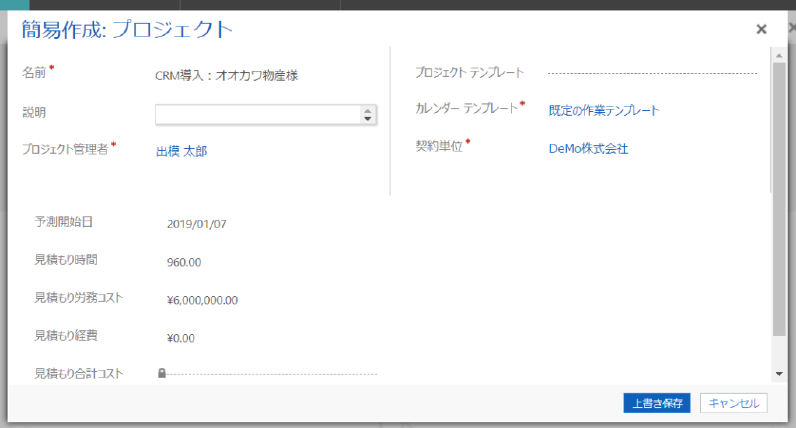 簡易作成: プロジェクト
名前*
CRM導入：オオカワ物産様
説明
プロジェクト管理者*
出模 太郎
プロジェクト テンプレート
カレンダー テンプレート*
既定の作業テンプレート
契約単位*
DeMo株式会社
予測開始日
2019/01/07
見積もり時間
960.00
見積もり労務コスト
¥6,000,000.00
見積もり経費
¥0.00
見積もり合計コスト
上書き保存
キャンセル